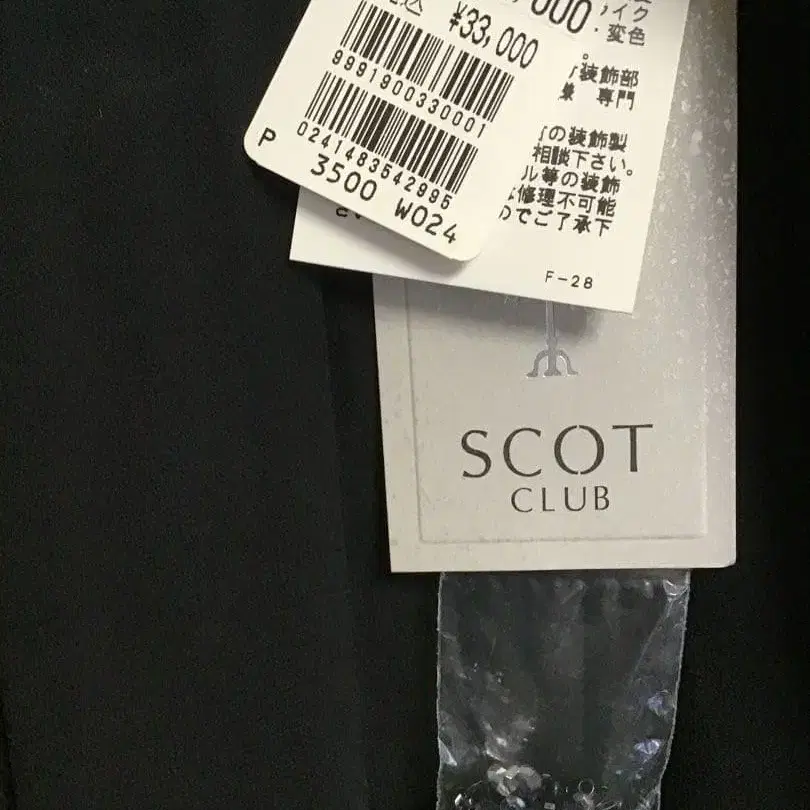 込 ¥33,000
9991900330001
0241483542995
P 3500 W024
,000
イク
・変色
。
装飾部
専門
の装飾製
相談下さい。
ル等の装飾
修理不可能
のでご了承下
F-28
SCOT
CLUB